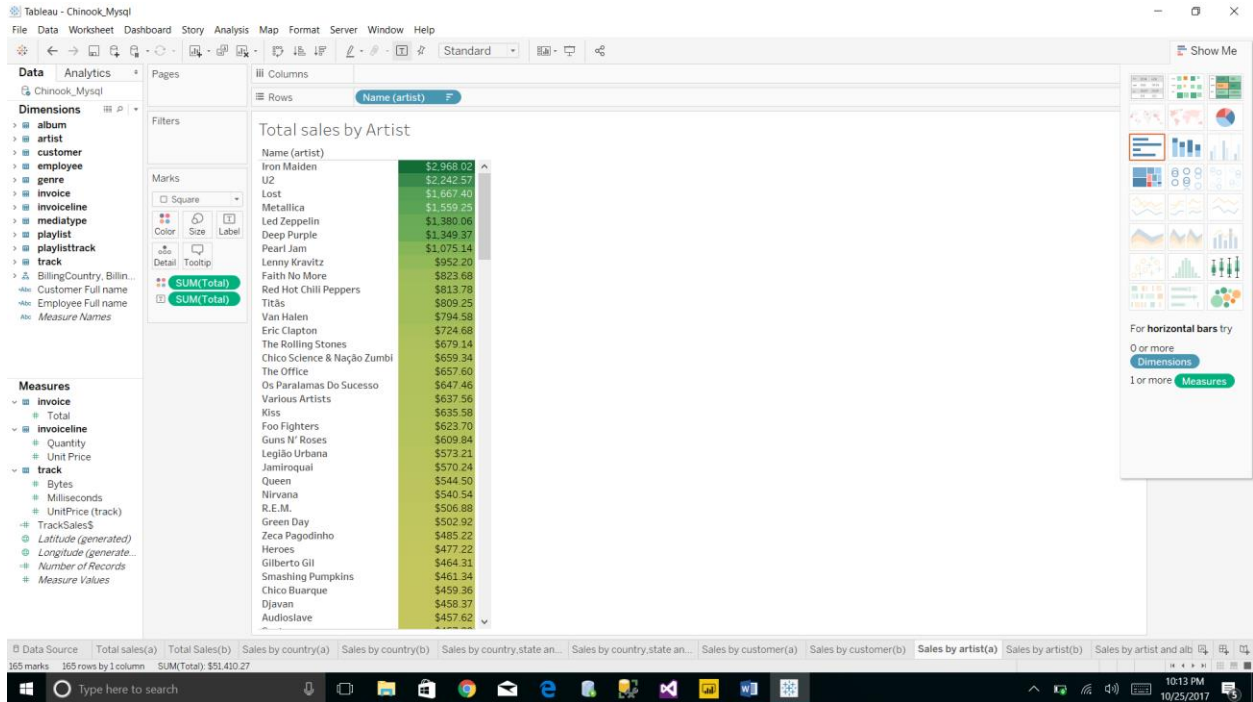 Tableau - Chinook_Mysql
File Data Worksheet Dashboard Story Analysis Map Format Server Window Help
Standard
Show Me
Data Analytics
Chinook_Mysql
Dimensions
album
artist
customer
employee
genre
invoice
invoiceline
mediatype
playlist
playlisttrack
track
BillingCountry, Billin...
Abc Customer Full name
Abc Employee Full name
Abc Measure Names
Measures
invoice
# Total
invoiceline
# Quantity
# Unit Price
track
# Bytes
# Milliseconds
# UnitPrice (track)
=# TrackSales$
Latitude (generated)
Longitude (generate...
=# Number of Records
# Measure Values
Pages
Filters
Marks
Square
Color Size Label
Detail Tooltip
SUM(Total)
SUM(Total)
Columns
Rows Name (artist)
Total sales by Artist
Name (artist)
Iron Maiden $2,968.02
U2 $2,242.57
Lost $1,667.40
Metallica $1,559.25
Led Zeppelin $1,380.06
Deep Purple $1,349.37
Pearl Jam $1,075.14
Lenny Kravitz $952.20
Faith No More $823.68
Red Hot Chili Peppers $813.78
Titãs $809.25
Van Halen $794.58
Eric Clapton $724.68
The Rolling Stones $679.14
Chico Science & Nação Zumbi $659.34
The Office $657.60
Os Paralamas Do Sucesso $647.46
Various Artists $637.56
Kiss $635.58
Foo Fighters $623.70
Guns N' Roses $609.84
Legião Urbana $573.21
Jamiroquai $570.24
Queen $544.50
Nirvana $540.54
R.E.M. $506.88
Green Day $502.92
Zeca Pagodinho $485.22
Heroes $477.22
Gilberto Gil $464.31
Smashing Pumpkins $461.34
Chico Buarque $459.36
Djavan $458.37
Audioslave $457.62
For horizontal bars try
0 or more
Dimensions
1 or more Measures
Data Source Total sales(a) Total Sales(b) Sales by country(a) Sales by country(b) Sales by country,state an... Sales by country,state an... Sales by customer(a) Sales by customer(b) Sales by artist(a) Sales by artist(b) Sales by artist and alb
165 marks 165 rows by 1 column SUM(Total): $51,410.27
Type here to search
10:13 PM
10/25/2017